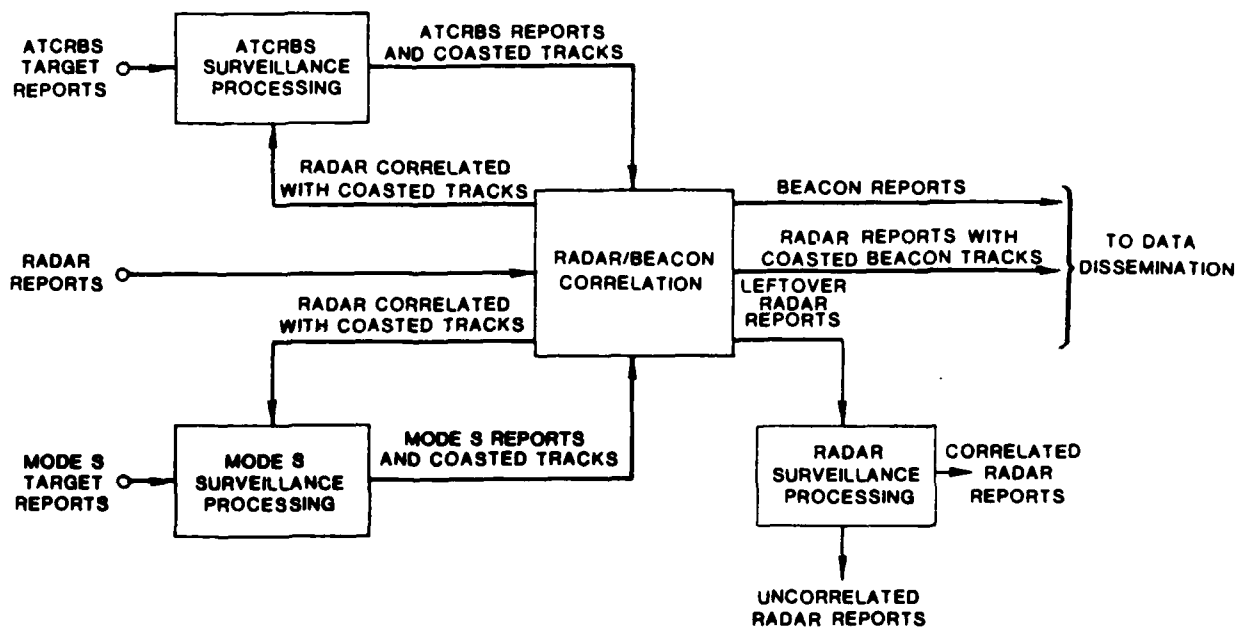 ATCRBS
TARGET
REPORTS
ATCRBS
SURVEILLANCE
PROCESSING
ATCRBS REPORTS
AND COASTED TRACKS
RADAR CORRELATED
WITH COASTED TRACKS
RADAR
REPORTS
RADAR/BEACON
CORRELATION
BEACON REPORTS
RADAR REPORTS WITH
COASTED BEACON TRACKS
TO DATA
DISSEMINATION
LEFTOVER
RADAR
REPORTS
RADAR CORRELATED
WITH COASTED TRACKS
MODE S
TARGET
REPORTS
MODE S
SURVEILLANCE
PROCESSING
MODE S REPORTS
AND COASTED TRACKS
RADAR
SURVEILLANCE
PROCESSING
CORRELATED
RADAR
REPORTS
UNCORRELATED
RADAR REPORTS